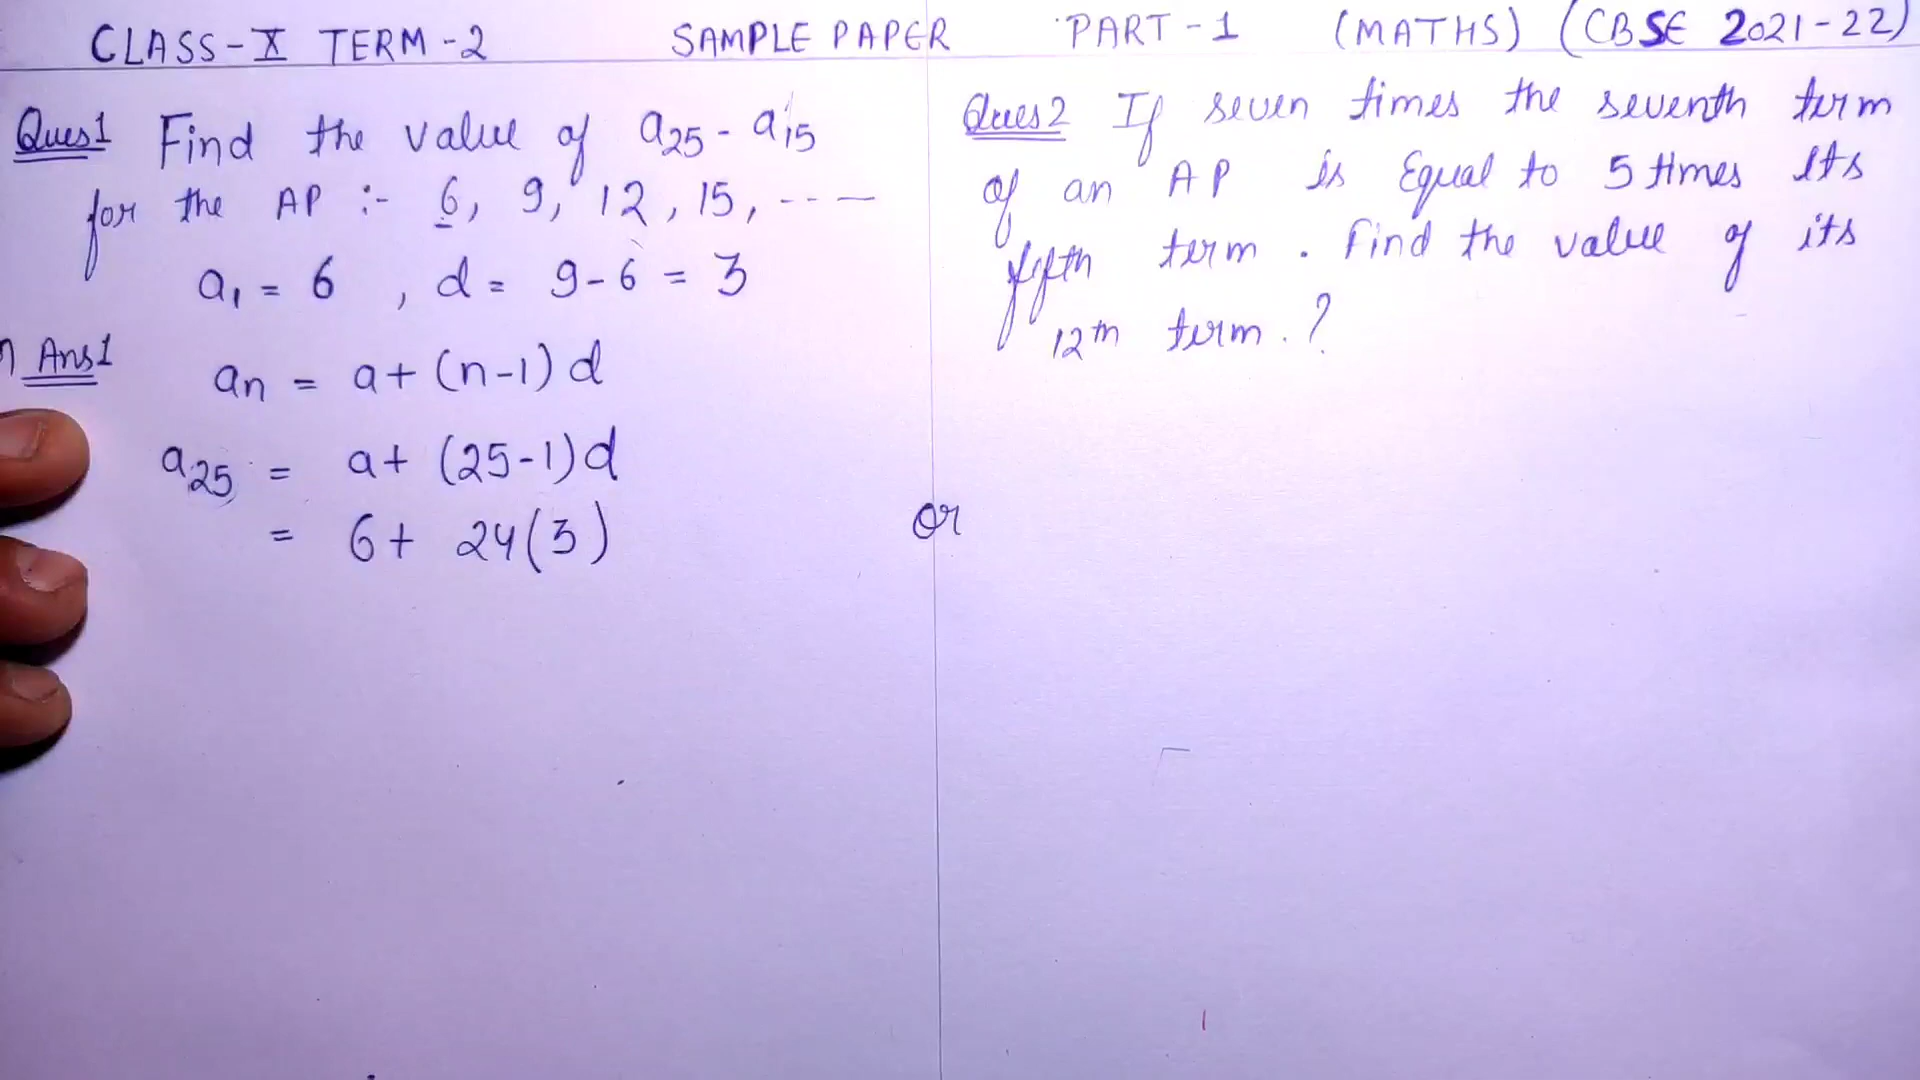 CLASS-X TERM-2 SAMPLE PAPER PART-1 (MATHS) (CBSE 2021-22)
Ques1 Find the value of a25 - a15
for the AP :- 6, 9, 12, 15, ----
a1 = 6 , d = 9-6 = 3
Ans1 an = a+ (n-1) d
a25 = a+ (25-1)d
= 6+ 24(3)
or
Ques2 If seven times the seventh term
of an AP is Equal to 5 times Its
fifth term. Find the value of its
12th term.?